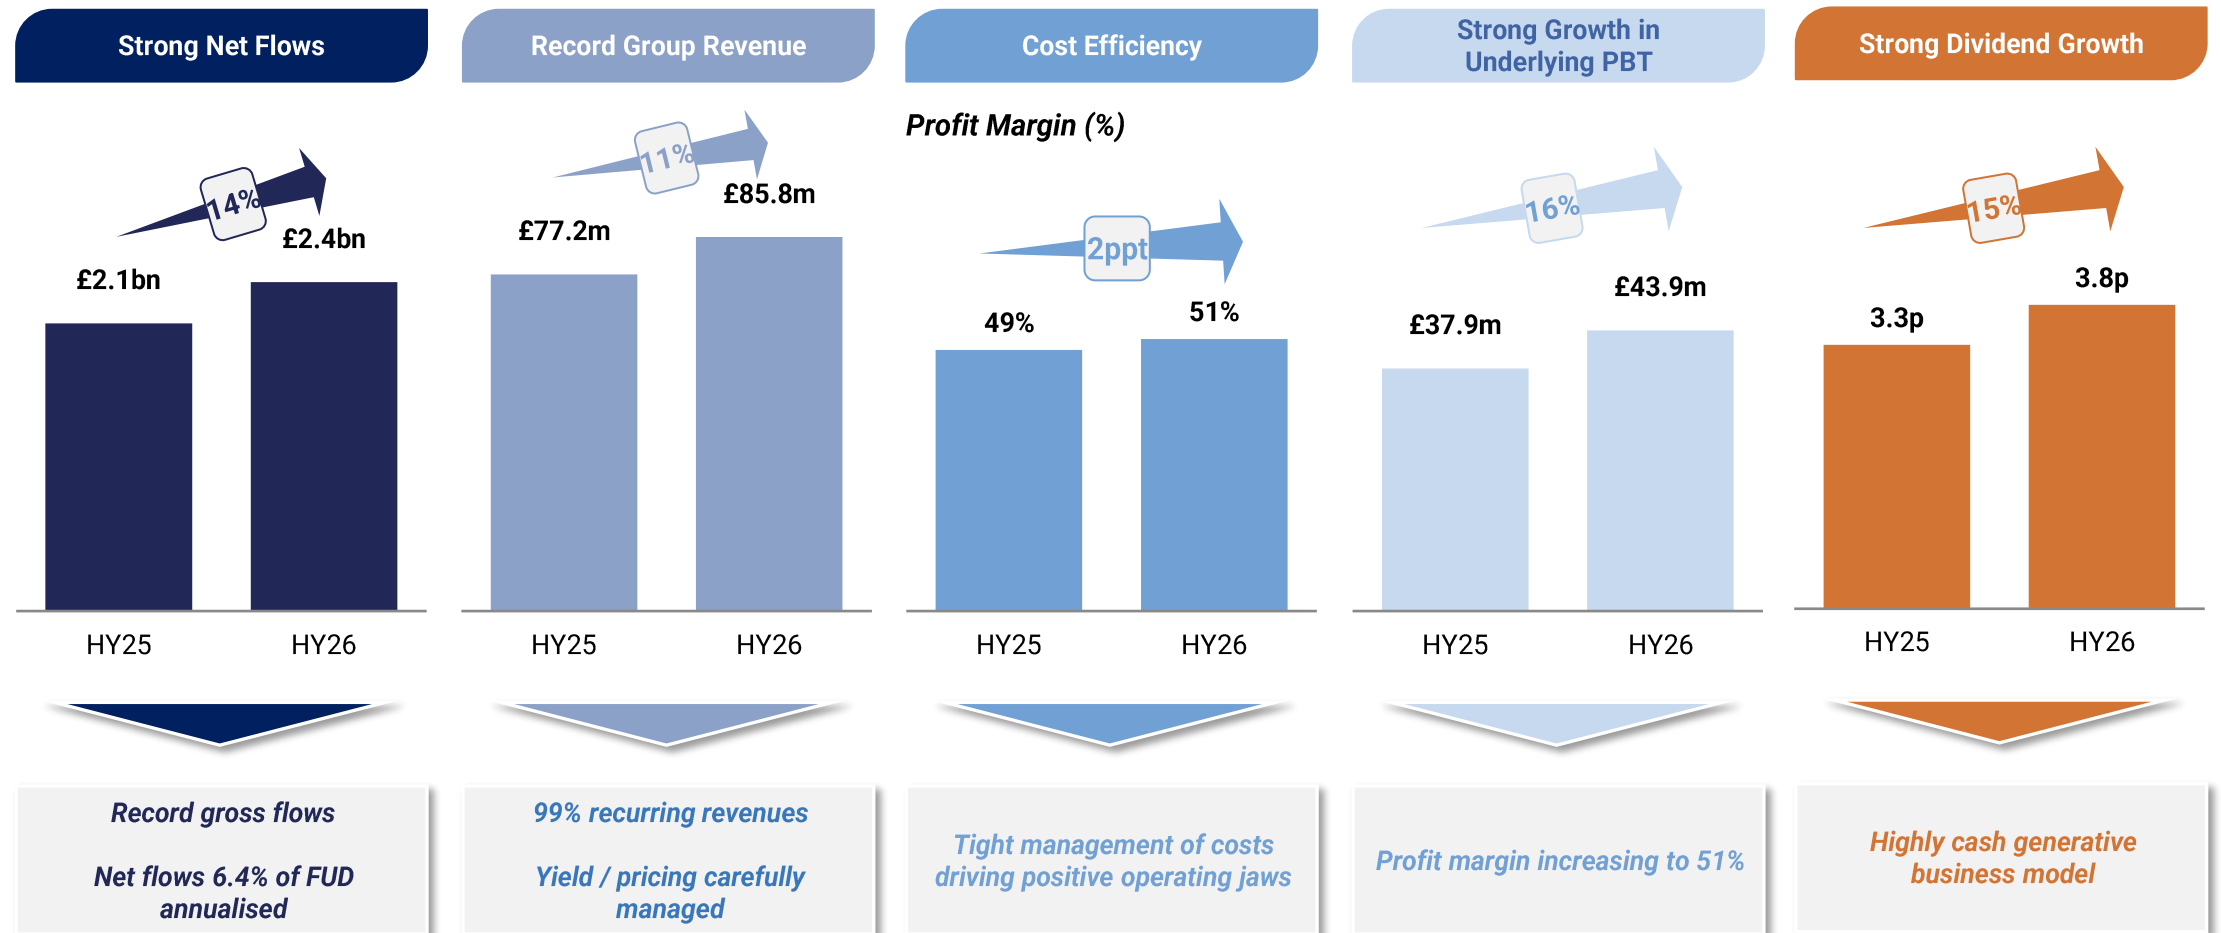 Strong Net Flows
14%
£2.1bn
£2.4bn
HY25
HY26
Record gross flows
Net flows 6.4% of FUD
annualised
Record Group Revenue
11%
£77.2m
£85.8m
HY25
HY26
99% recurring revenues
Yield / pricing carefully
managed
Cost Efficiency
Profit Margin (%)
2ppt
49%
51%
HY25
HY26
Tight management of costs
driving positive operating jaws
Strong Growth in
Underlying PBT
16%
£37.9m
£43.9m
HY25
HY26
Profit margin increasing to 51%
Strong Dividend Growth
15%
3.3p
3.8p
HY25
HY26
Highly cash generative
business model